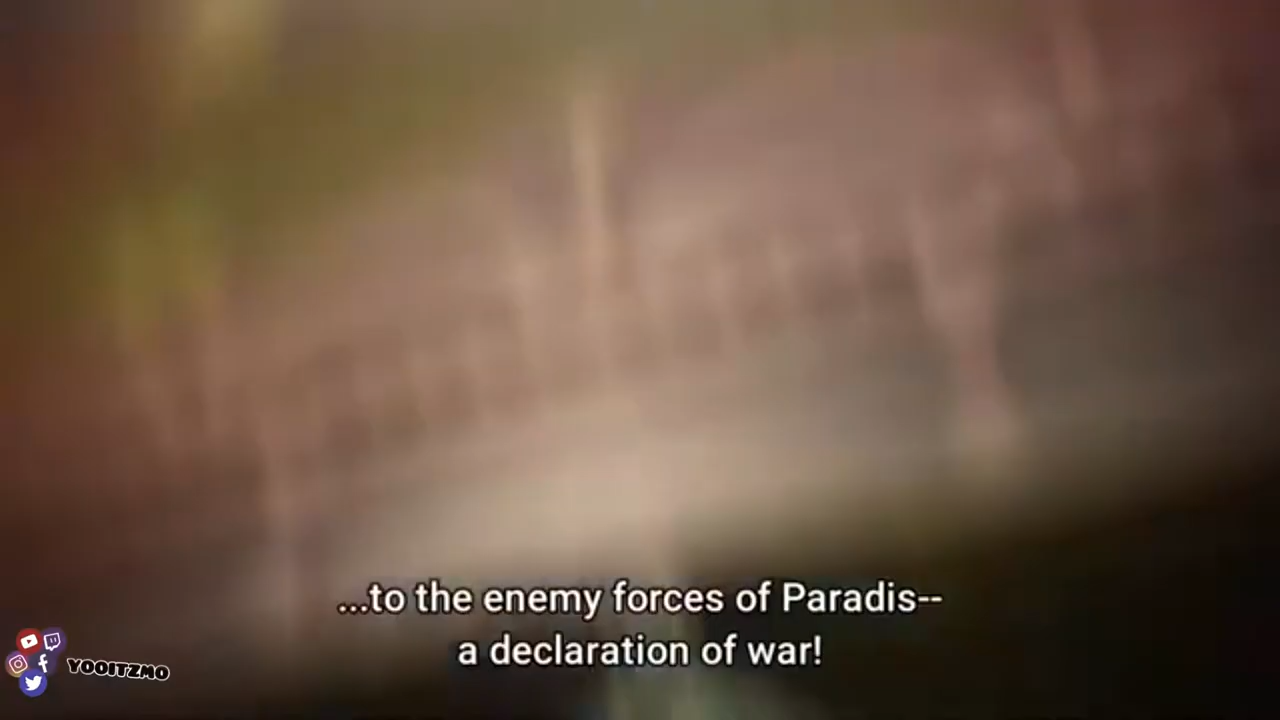 ...to the enemy forces of Paradis--
a declaration of war!
YOOITZMO